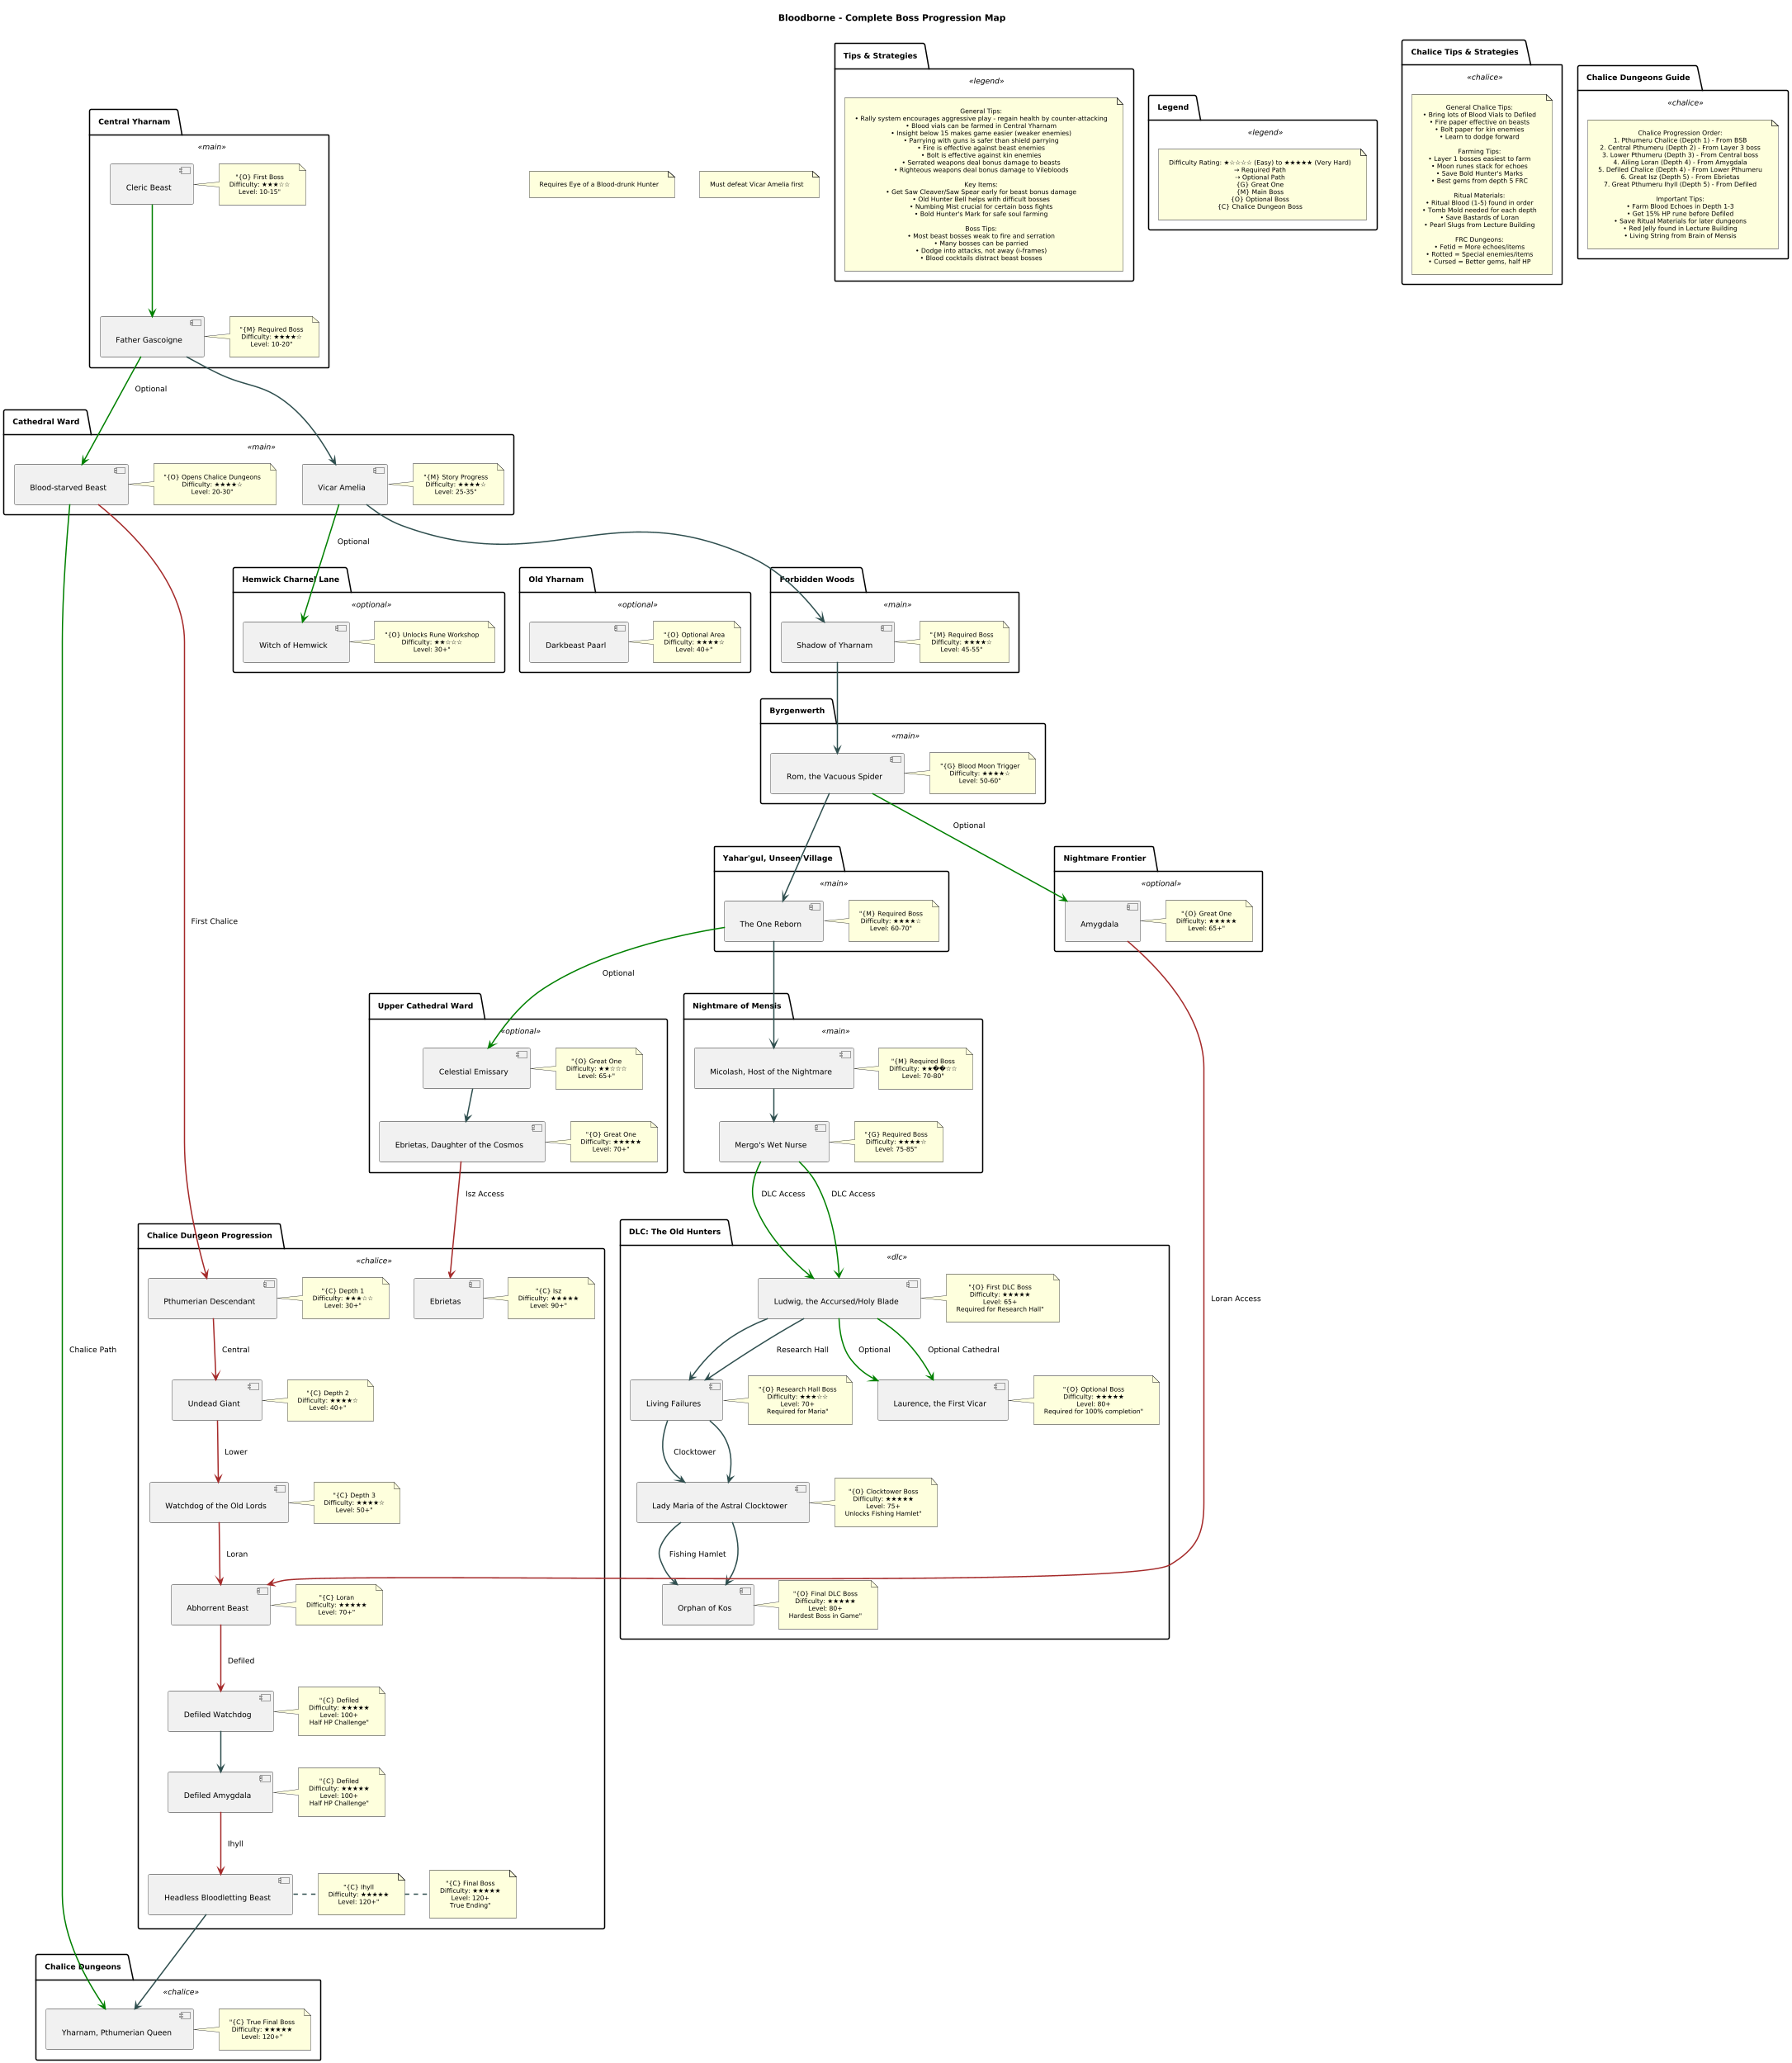 Bloodborne - Complete Boss Progression Map
Tips & Strategies
«legend»
General Tips:
• Rally system encourages aggressive play - regain health by counter-attacking
• Blood vials can be farmed in Central Yharnam
• Insight below 15 makes game easier (weaker enemies)
• Parrying with guns is safer than shield parrying
• Fire is effective against beast enemies
• Bolt is effective against kin enemies
• Serrated weapons deal bonus damage to beasts
• Righteous weapons deal bonus damage to Vilebloods
Key Items:
• Get Saw Cleaver/Saw Spear early for beast bonus damage
• Old Hunter Bell helps with difficult bosses
• Numbing Mist crucial for certain boss fights
• Bold Hunter's Mark for safe soul farming
Boss Tips:
• Most beast bosses weak to fire and serration
• Many bosses can be parried
• Dodge into attacks, not away (i-frames)
• Blood cocktails distract beast bosses
Legend
«legend»
Difficulty Rating: ★☆☆☆☆ (Easy) to ★★★★★ (Very Hard)
→ Required Path
⇢ Optional Path
{G} Great One
{M} Main Boss
{O} Optional Boss
{C} Chalice Dungeon Boss
Chalice Tips & Strategies
«chalice»
General Chalice Tips:
• Bring lots of Blood Vials to Defiled
• Fire paper effective on beasts
• Bolt paper for kin enemies
• Learn to dodge forward
Farming Tips:
• Layer 1 bosses easiest to farm
• Moon runes stack for echoes
• Save Bold Hunter's Marks
• Best gems from depth 5 FRC
Ritual Materials:
• Ritual Blood (1-5) found in order
• Tomb Mold needed for each depth
• Save Bastards of Loran
• Pearl Slugs from Lecture Building
FRC Dungeons:
• Fetid = More echoes/items
• Rotted = Special enemies/items
• Cursed = Better gems, half HP
Chalice Dungeons Guide
«chalice»
Chalice Progression Order:
1. Pthumeru Chalice (Depth 1) - From BSB
2. Central Pthumeru (Depth 2) - From Layer 3 boss
3. Lower Pthumeru (Depth 3) - From Central boss
4. Ailing Loran (Depth 4) - From Amygdala
5. Defiled Chalice (Depth 4) - From Lower Pthumeru
6. Great Isz (Depth 5) - From Ebrietas
7. Great Pthumeru Ihyll (Depth 5) - From Defiled
Important Tips:
• Farm Blood Echoes in Depth 1-3
• Get 15% HP rune before Defiled
• Save Ritual Materials for later dungeons
• Red Jelly found in Lecture Building
• Living String from Brain of Mensis
Requires Eye of a Blood-drunk Hunter
Must defeat Vicar Amelia first
Central Yharnam
«main»
Cleric Beast
"{O} First Boss
Difficulty: ★★★☆☆
Level: 10-15"
Father Gascoigne
"{M} Required Boss
Difficulty: ★★★★☆
Level: 10-20"
Optional
Cathedral Ward
«main»
Blood-starved Beast
"{O} Opens Chalice Dungeons
Difficulty: ★★★★☆
Level: 20-30"
Vicar Amelia
"{M} Story Progress
Difficulty: ★★★★☆
Level: 25-35"
Optional
Hemwick Charnel Lane
«optional»
Witch of Hemwick
"{O} Unlocks Rune Workshop
Difficulty: ★★☆☆☆
Level: 30+"
Old Yharnam
«optional»
Darkbeast Paarl
"{O} Optional Area
Difficulty: ★★★★☆
Level: 40+"
Forbidden Woods
«main»
Shadow of Yharnam
"{M} Required Boss
Difficulty: ★★★★☆
Level: 45-55"
Byrgenwerth
«main»
Rom, the Vacuous Spider
"{G} Blood Moon Trigger
Difficulty: ★★★★☆
Level: 50-60"
Optional
Yahar'gul, Unseen Village
«main»
The One Reborn
"{M} Required Boss
Difficulty: ★★★★☆
Level: 60-70"
Nightmare Frontier
«optional»
Amygdala
"{O} Great One
Difficulty: ★★★★★
Level: 65+"
First Chalice
Optional
Upper Cathedral Ward
«optional»
Celestial Emissary
"{O} Great One
Difficulty: ★★☆☆☆
Level: 65+"
Ebrietas, Daughter of the Cosmos
"{O} Great One
Difficulty: ★★★★★
Level: 70+"
Nightmare of Mensis
«main»
Micolash, Host of the Nightmare
"{M} Required Boss
Difficulty: ★★��☆☆
Level: 70-80"
Mergo's Wet Nurse
"{G} Required Boss
Difficulty: ★★★★☆
Level: 75-85"
Isz Access
DLC Access
DLC Access
Chalice Dungeon Progression
«chalice»
Pthumerian Descendant
"{C} Depth 1
Difficulty: ★★★☆☆
Level: 30+"
Ebrietas
"{C} Isz
Difficulty: ★★★★★
Level: 90+"
Central
Undead Giant
"{C} Depth 2
Difficulty: ★★★★☆
Level: 40+"
Lower
Watchdog of the Old Lords
"{C} Depth 3
Difficulty: ★★★★☆
Level: 50+"
Loran
Abhorrent Beast
"{C} Loran
Difficulty: ★★★★★
Level: 70+"
Defiled
Defiled Watchdog
"{C} Defiled
Difficulty: ★★★★★
Level: 100+
Half HP Challenge"
Defiled Amygdala
"{C} Defiled
Difficulty: ★★★★★
Level: 100+
Half HP Challenge"
Ihyll
Headless Bloodletting Beast
"{C} Ihyll
Difficulty: ★★★★★
Level: 120+"
"{C} Final Boss
Difficulty: ★★★★★
Level: 120+
True Ending"
DLC: The Old Hunters
«dlc»
Ludwig, the Accursed/Holy Blade
"{O} First DLC Boss
Difficulty: ★★★★★
Level: 65+
Required for Research Hall"
Research Hall
Optional
Optional Cathedral
Living Failures
"{O} Research Hall Boss
Difficulty: ★★★☆☆
Level: 70+
Required for Maria"
Laurence, the First Vicar
"{O} Optional Boss
Difficulty: ★★★★★
Level: 80+
Required for 100% completion"
Clocktower
Lady Maria of the Astral Clocktower
"{O} Clocktower Boss
Difficulty: ★★★★★
Level: 75+
Unlocks Fishing Hamlet"
Fishing Hamlet
Orphan of Kos
"{O} Final DLC Boss
Difficulty: ★★★★★
Level: 80+
Hardest Boss in Game"
Loran Access
Chalice Path
Chalice Dungeons
«chalice»
Yharnam, Pthumerian Queen
"{C} True Final Boss
Difficulty: ★★★★★
Level: 120+"